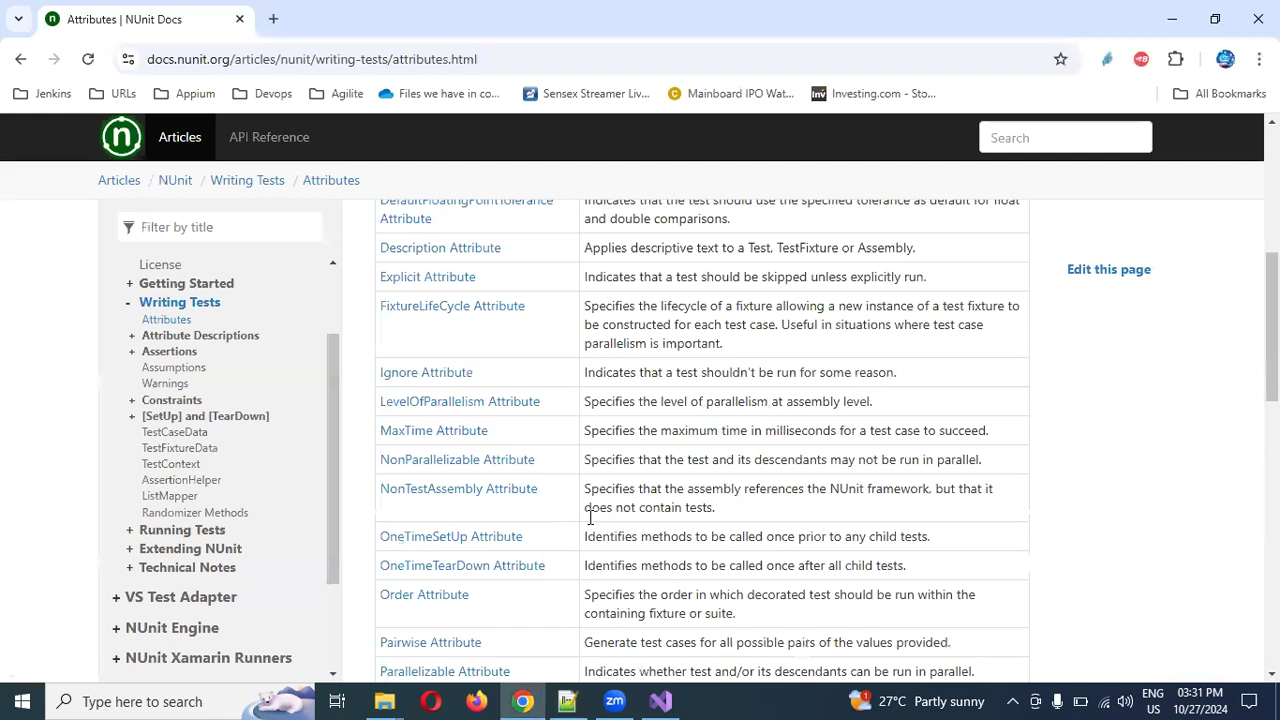 Attributes | NUnit Docs
docs.nunit.org/articles/nunit/writing-tests/attributes.html
Jenkins
URLs
Appium
Devops
Agilite
Files we have in co...
Sensex Streamer Liv...
Mainboard IPO Wat...
Inv
Investing.com - Sto...
All Bookmarks
n
Articles
API Reference
Search
Articles / NUnit / Writing Tests / Attributes
Filter by title
License
+ Getting Started
- Writing Tests
Attributes
+ Attribute Descriptions
+ Assertions
Assumptions
Warnings
+ Constraints
+ [SetUp] and [TearDown]
TestCaseData
TestFixtureData
TestContext
AssertionHelper
ListMapper
Randomizer Methods
+ Running Tests
+ Extending NUnit
+ Technical Notes
+ VS Test Adapter
+ NUnit Engine
+ NUnit Xamarin Runners
DefaultFloatingPointTolerance
Attribute
Indicates that the test should use the specified tolerance as default for float
and double comparisons.
Description Attribute
Applies descriptive text to a Test, TestFixture or Assembly.
Explicit Attribute
Indicates that a test should be skipped unless explicitly run.
FixtureLifeCycle Attribute
Specifies the lifecycle of a fixture allowing a new instance of a test fixture to
be constructed for each test case. Useful in situations where test case
parallelism is important.
Ignore Attribute
Indicates that a test shouldn't be run for some reason.
LevelOfParallelism Attribute
Specifies the level of parallelism at assembly level.
MaxTime Attribute
Specifies the maximum time in milliseconds for a test case to succeed.
NonParallelizable Attribute
Specifies that the test and its descendants may not be run in parallel.
NonTestAssembly Attribute
Specifies that the assembly references the NUnit framework, but that it
does not contain tests.
OneTimeSetUp Attribute
Identifies methods to be called once prior to any child tests.
OneTimeTearDown Attribute
Identifies methods to be called once after all child tests.
Order Attribute
Specifies the order in which decorated test should be run within the
containing fixture or suite.
Pairwise Attribute
Generate test cases for all possible pairs of the values provided.
Parallelizable Attribute
Indicates whether test and/or its descendants can be run in parallel.
Edit this page
Type here to search
zm
27°C Partly sunny
ENG
US
03:31 PM
10/27/2024